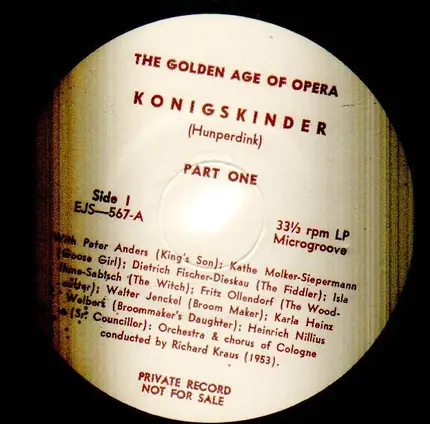 THE GOLDEN AGE OF OPERA
KONIGSKINDER
(Hunperdink)
PART ONE
Side I
EJS—567-A
33⅓ rpm LP
Microgroove
With Peter Anders (King's Son); Kathe Molker-Siepermann
(Goose Girl); Dietrich Fischer-Dieskau (The Fiddler); Isla
(The Witch); Fritz Ollendorf (The Wood-
Walter Jenckel (Broom Maker); Karla Heinz
(Broommaker's Daughter); Heinrich Nillius
(Sr. Councillor); Orchestra & chorus of Cologne
conducted by Richard Kraus (1953).
PRIVATE RECORD
NOT FOR SALE